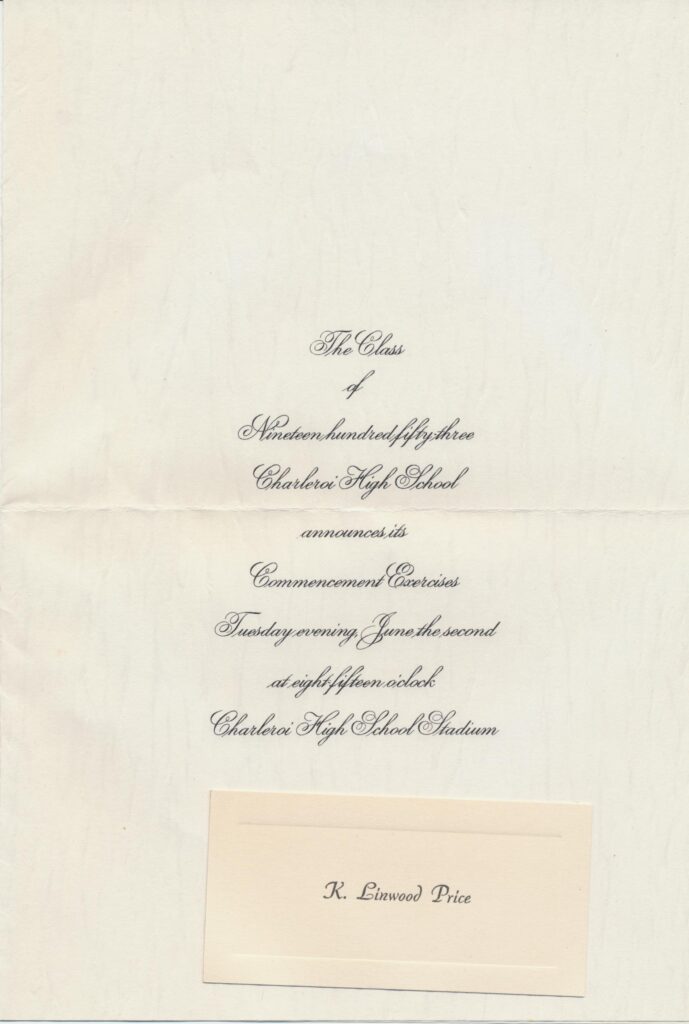 The Class
of
Nineteen hundred fifty-three
Charleroi High School
announces its
Commencement Exercises
Tuesday evening, June the second
at eight-fifteen o'clock
Charleroi High School Stadium
K. Linwood Price